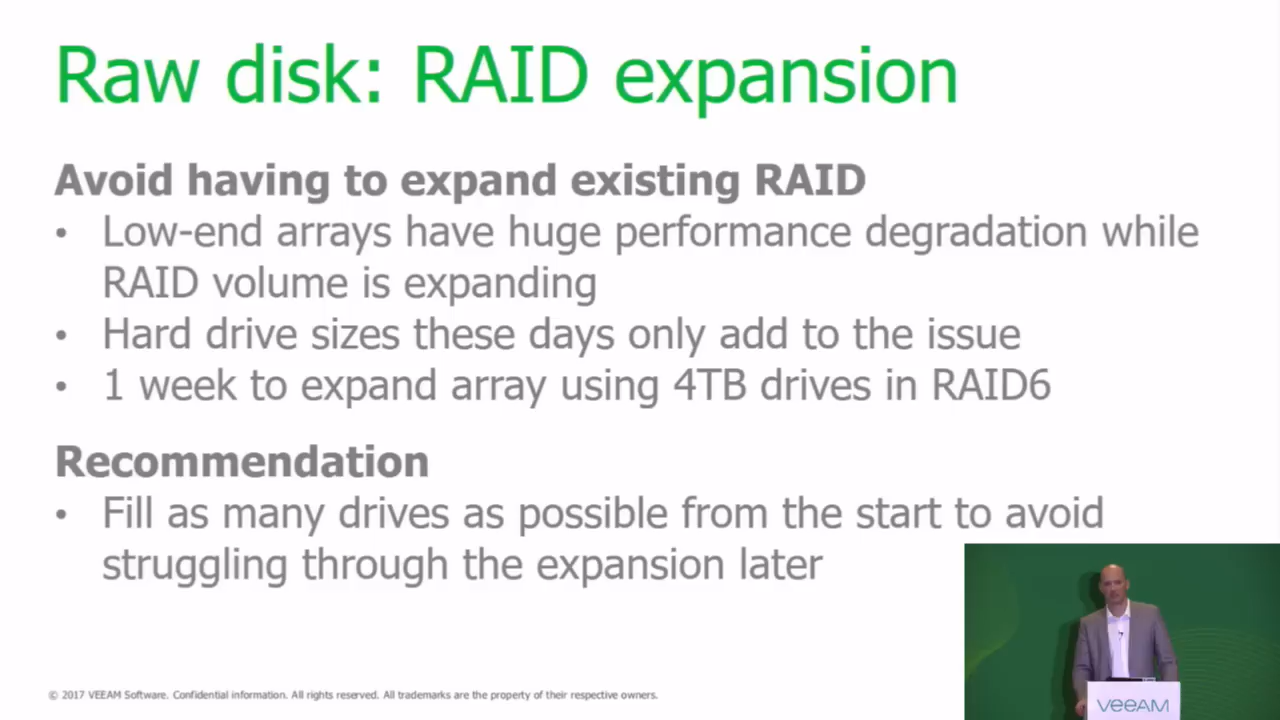 Raw disk: RAID expansion
Avoid having to expand existing RAID
• Low-end arrays have huge performance degradation while
RAID volume is expanding
• Hard drive sizes these days only add to the issue
• 1 week to expand array using 4TB drives in RAID6
Recommendation
• Fill as many drives as possible from the start to avoid
struggling through the expansion later
© 2017 VEEAM Software. Confidential information. All rights reserved. All trademarks are the property of their respective owners.
VEEAM